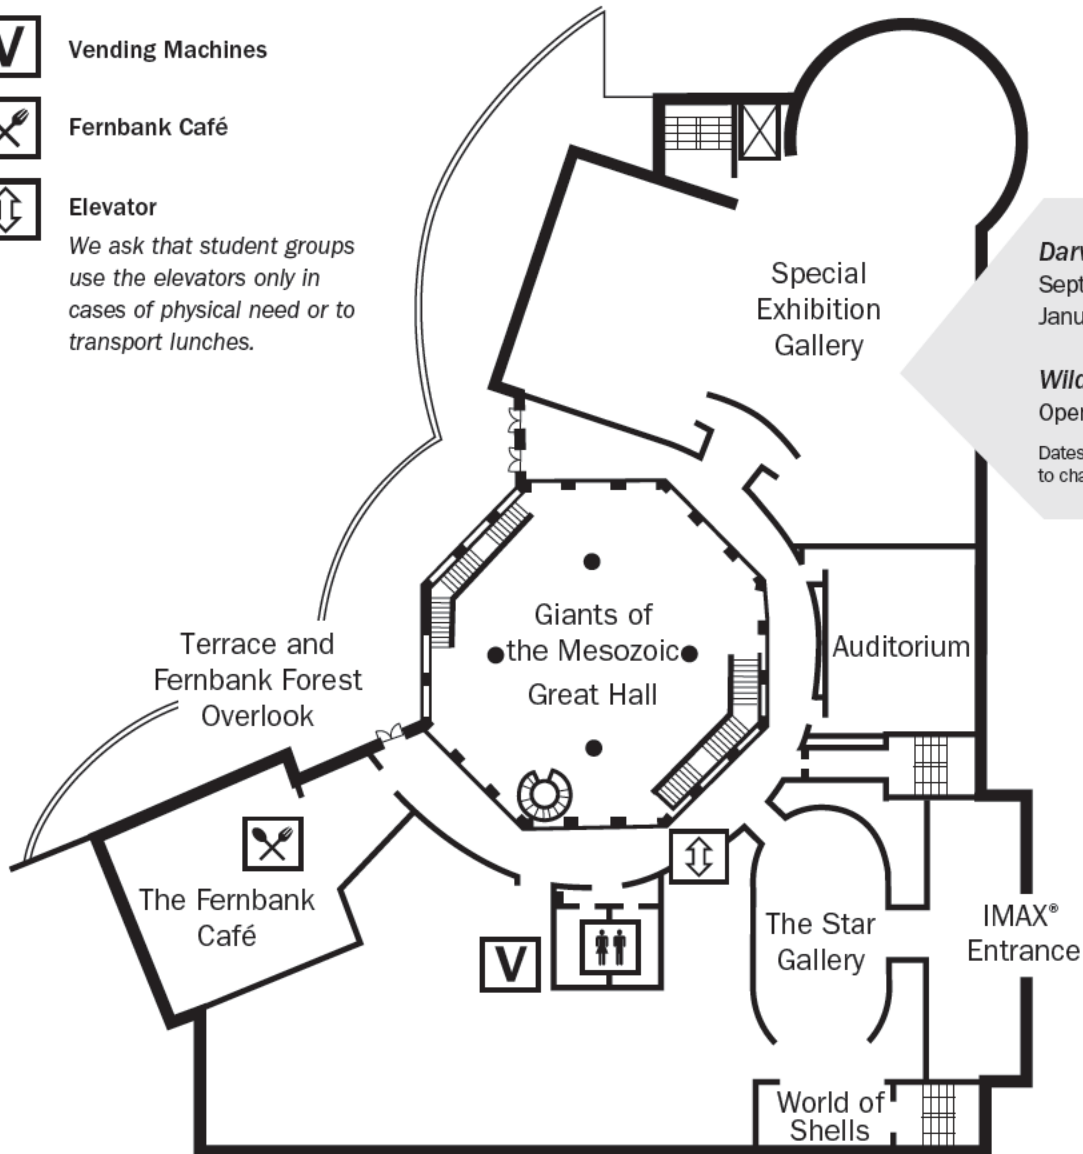 V
Vending Machines
Fernbank Café
Elevator
We ask that student groups
use the elevators only in
cases of physical need or to
transport lunches.
Special
Exhibition
Gallery
to
Giants of
the Mesozoic
Great Hall
Auditorium
Terrace and
Fernbank Forest
Overlook
The Fernbank
Café
V
The Star
Gallery
IMAX®
Entrance
World of
Shells